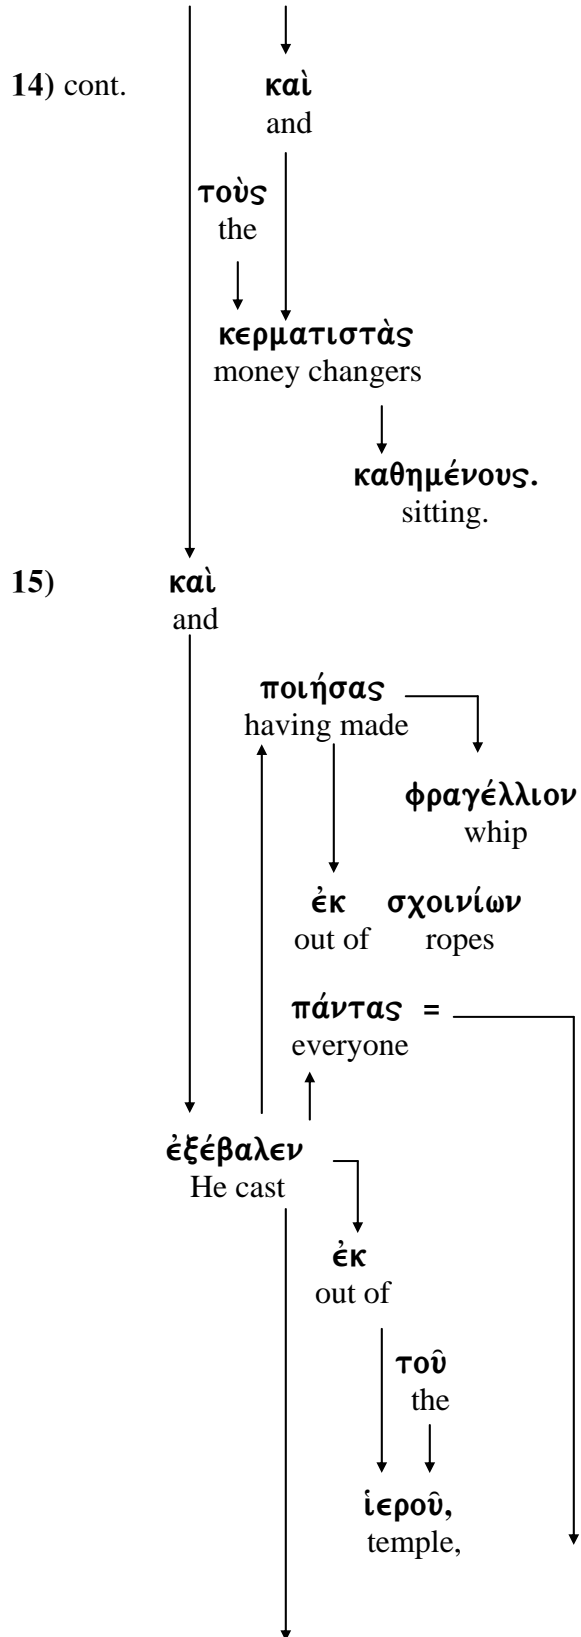 14) cont. καὶ
and
τοὺς
the
κερματιστὰς
money changers
καθημένους.
sitting.
15) καὶ
and
ποιήσας
having made
φραγέλλιον
whip
ἐκ σχοινίων
out of ropes
πάντας =
everyone
ἐξέβαλεν
He cast
ἐκ
out of
τοῦ
the
ἱεροῦ,
temple,